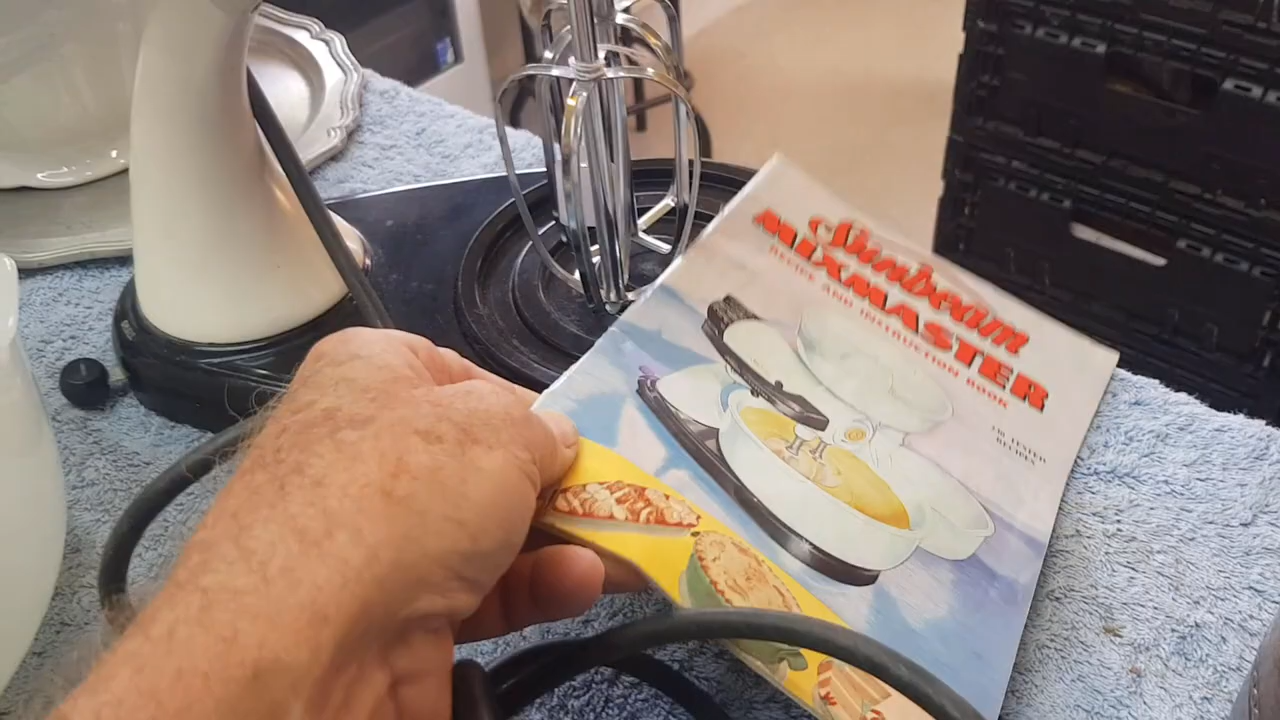 Sunbeam
MIXMASTER
RECIPE AND INSTRUCTION BOOK
TESTED
RECIPES